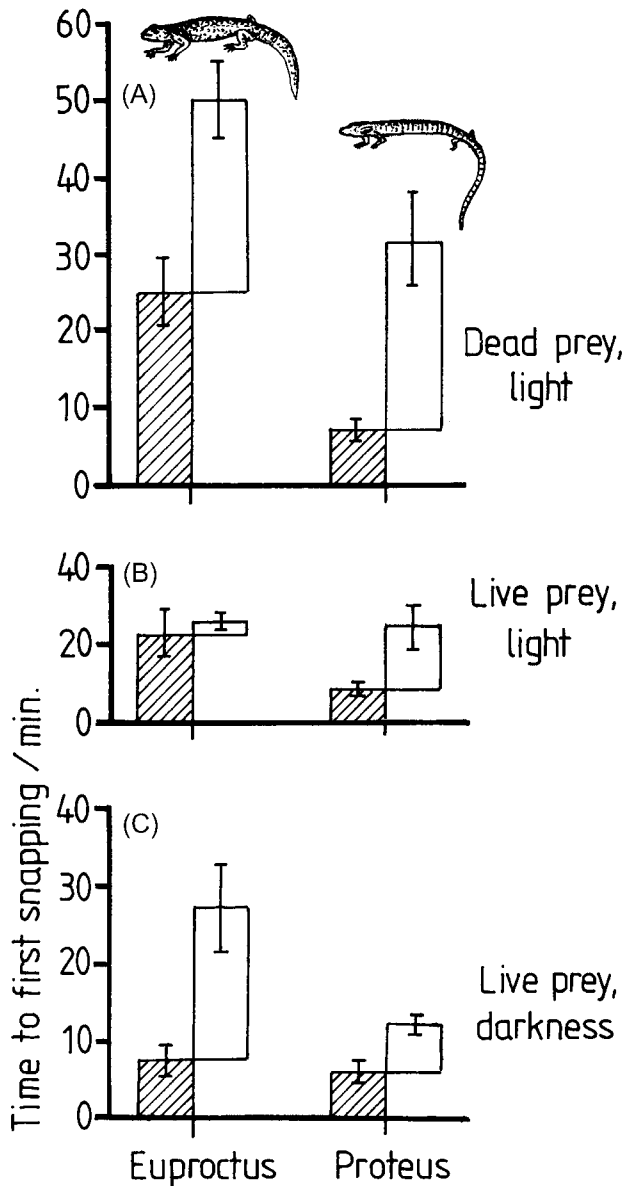 60
(A)
50
40
30
20
10
0
Dead prey,
light
40
(B)
20
0
Live prey,
light
40
(C)
30
20
10
0
Live prey,
darkness
Time to first snapping /min.
Euproctus
Proteus